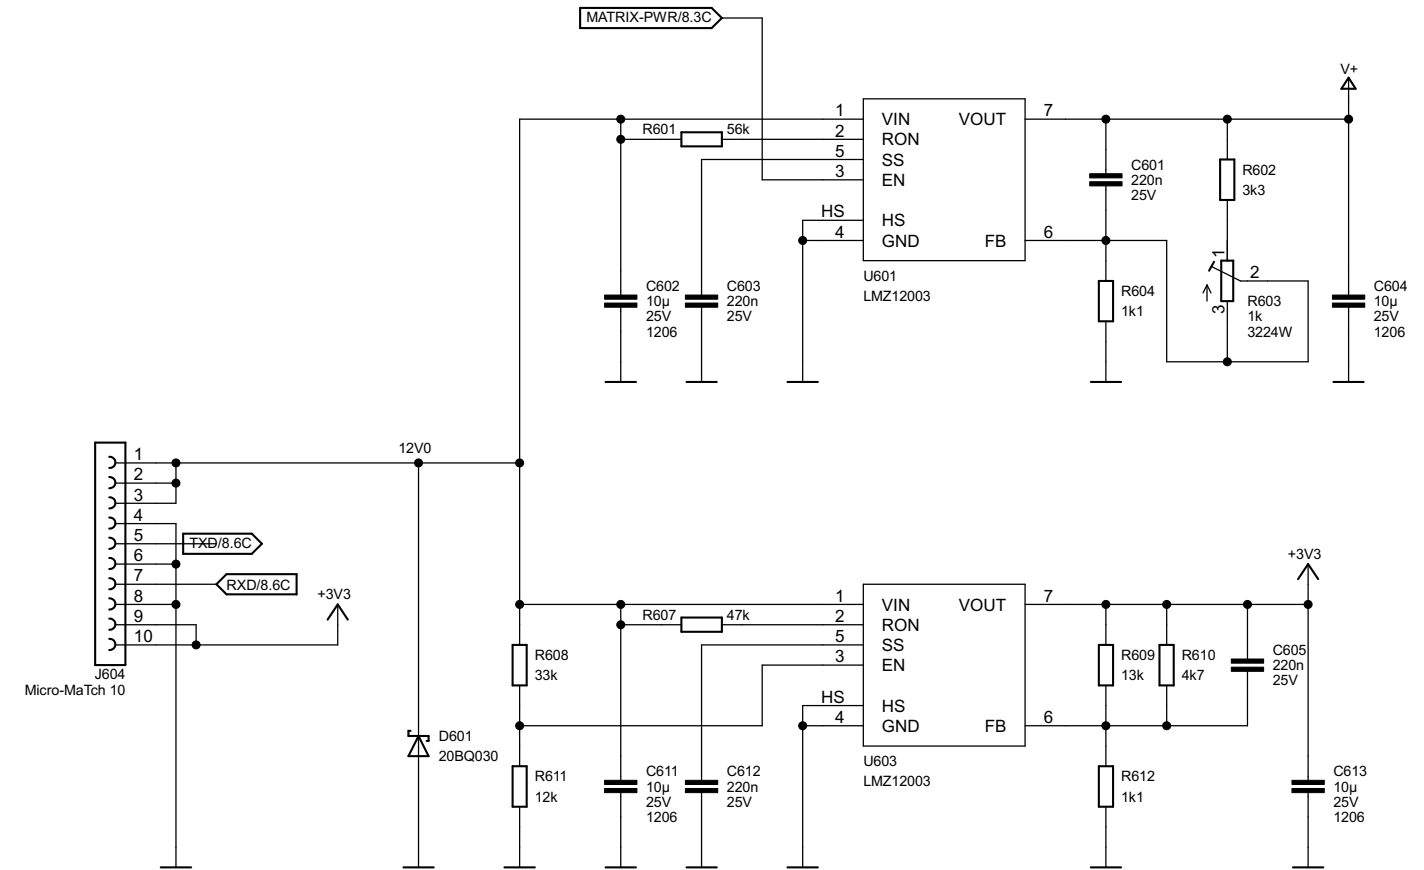 MATRIX-PWR/8.3C
V+
1
2
5
3
HS
4
VIN
RON
SS
EN
HS
GND
VOUT
FB
7
6
U601
LMZ12003
R601
56k
C602
10µ
25V
1206
C603
220n
25V
C601
220n
25V
R604
1k1
R602
3k3
1
2
3
R603
1k
3224W
C604
10µ
25V
1206
12V0
1
2
3
4
5
6
7
8
9
10
TXD/8.6C
RXD/8.6C
+3V3
J604
Micro-MaTch 10
D601
20BQ030
R608
33k
R611
12k
R607
47k
C611
10µ
25V
1206
C612
220n
25V
1
2
5
3
HS
4
VIN
RON
SS
EN
HS
GND
VOUT
FB
7
6
U603
LMZ12003
+3V3
R609
13k
R610
4k7
C605
220n
25V
R612
1k1
C613
10µ
25V
1206